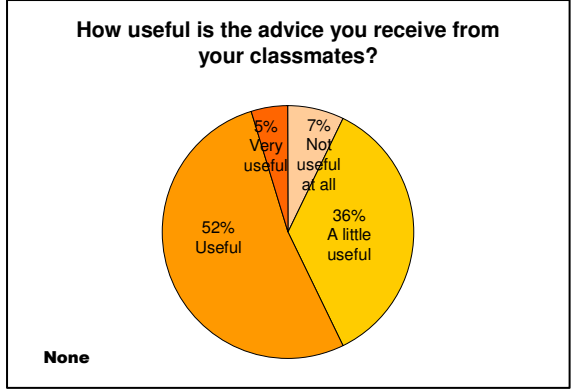 How useful is the advice you receive from
your classmates?
5%
Very
useful
7%
Not
useful
at all
36%
A little
useful
52%
Useful
None